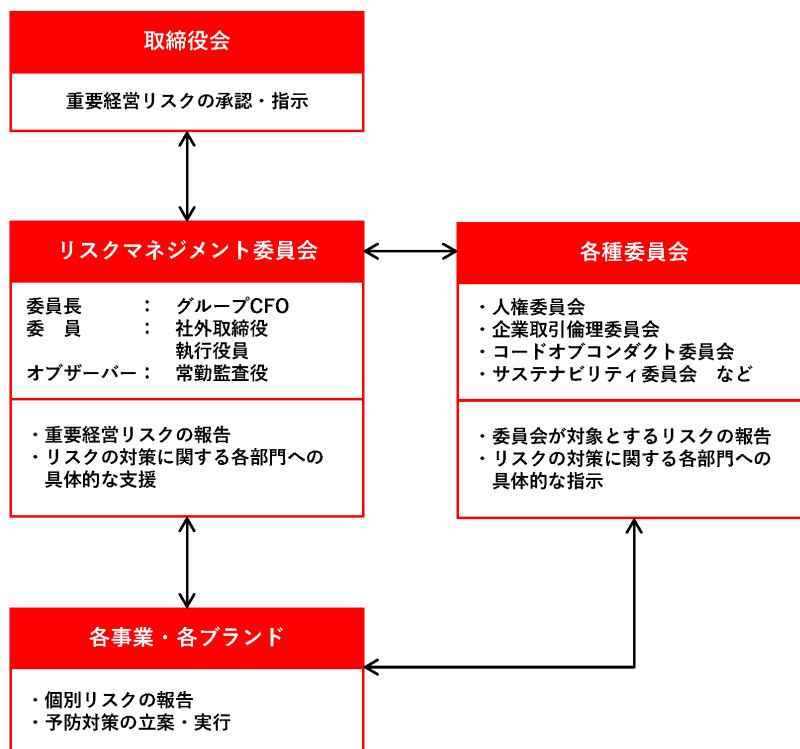 取締役会
重要経営リスクの承認・指示
リスクマネジメント委員会
委員長　　　：　グループCFO
委　員　　　：　社外取締役
執行役員
オブザーバー：　常勤監査役
・重要経営リスクの報告
・リスクの対策に関する各部門への
具体的な支援
各種委員会
・人権委員会
・企業取引倫理委員会
・コードオブコンダクト委員会
・サステナビリティ委員会　など
・委員会が対象とするリスクの報告
・リスクの対策に関する各部門への
具体的な指示
各事業・各ブランド
・個別リスクの報告
・予防対策の立案・実行